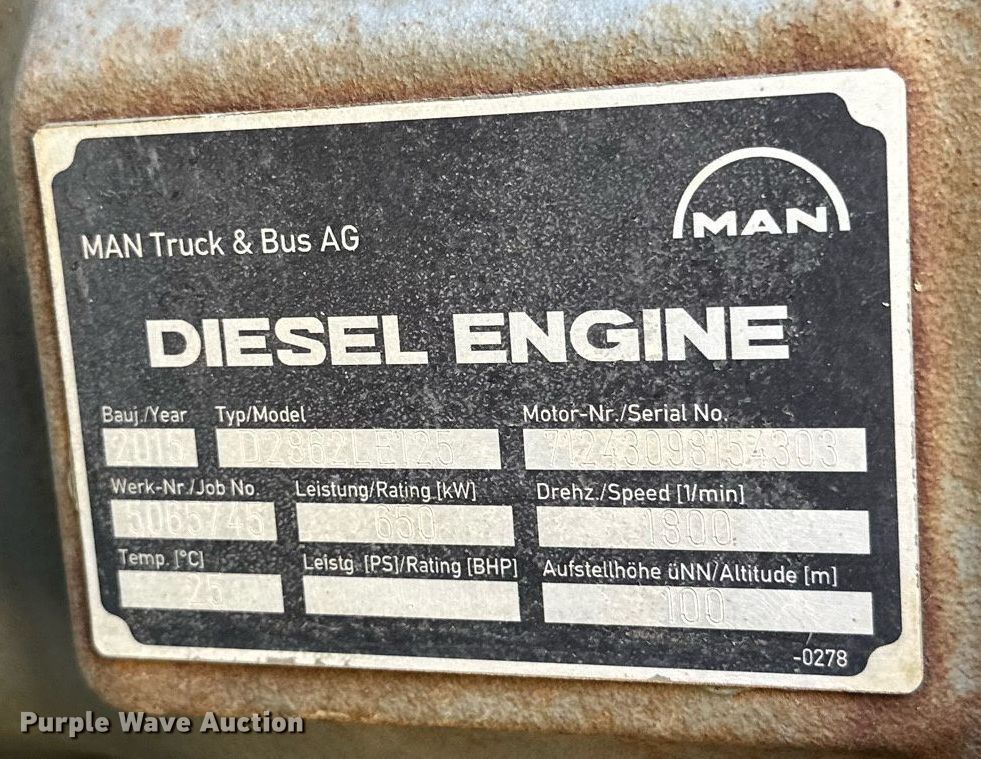 MAN
MAN Truck & Bus AG
DIESEL ENGINE
Bauj./Year Typ/Model Motor-Nr./Serial No.
2015 D2862LE125 71243098154303
Werk-Nr./Job No. Leistung/Rating [kW] Drehz./Speed [1/min]
5065745 650 1800
Temp. [°C] Leistg. [PS]/Rating [BHP] Aufstellhöhe üNN/Altitude [m]
25 100
-0278
Purple Wave Auction